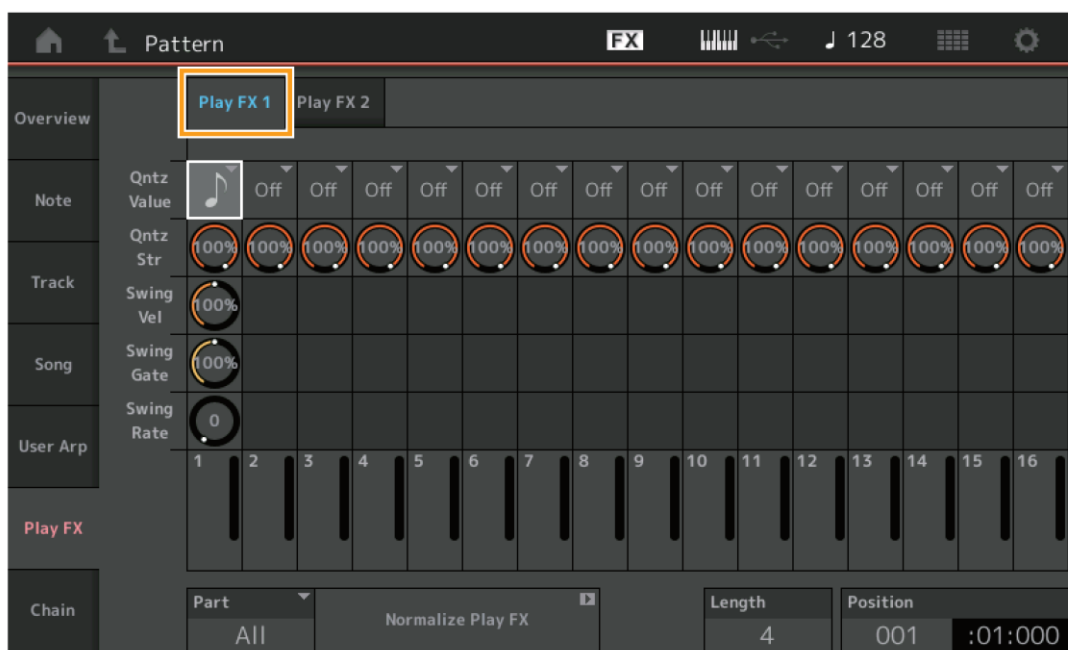 Pattern FX ♩ 128
Overview
Note
Track
Song
User Arp
Play FX
Chain
Play FX 1 Play FX 2
Qntz Value ♪ Off Off Off Off Off Off Off Off Off Off Off Off Off Off Off
Qntz Str 100% 100% 100% 100% 100% 100% 100% 100% 100% 100% 100% 100% 100% 100% 100% 100%
Swing Vel 100%
Swing Gate 100%
Swing Rate 0
1 2 3 4 5 6 7 8 9 10 11 12 13 14 15 16
Part Normalize Play FX Length Position
All 4 001 :01:000